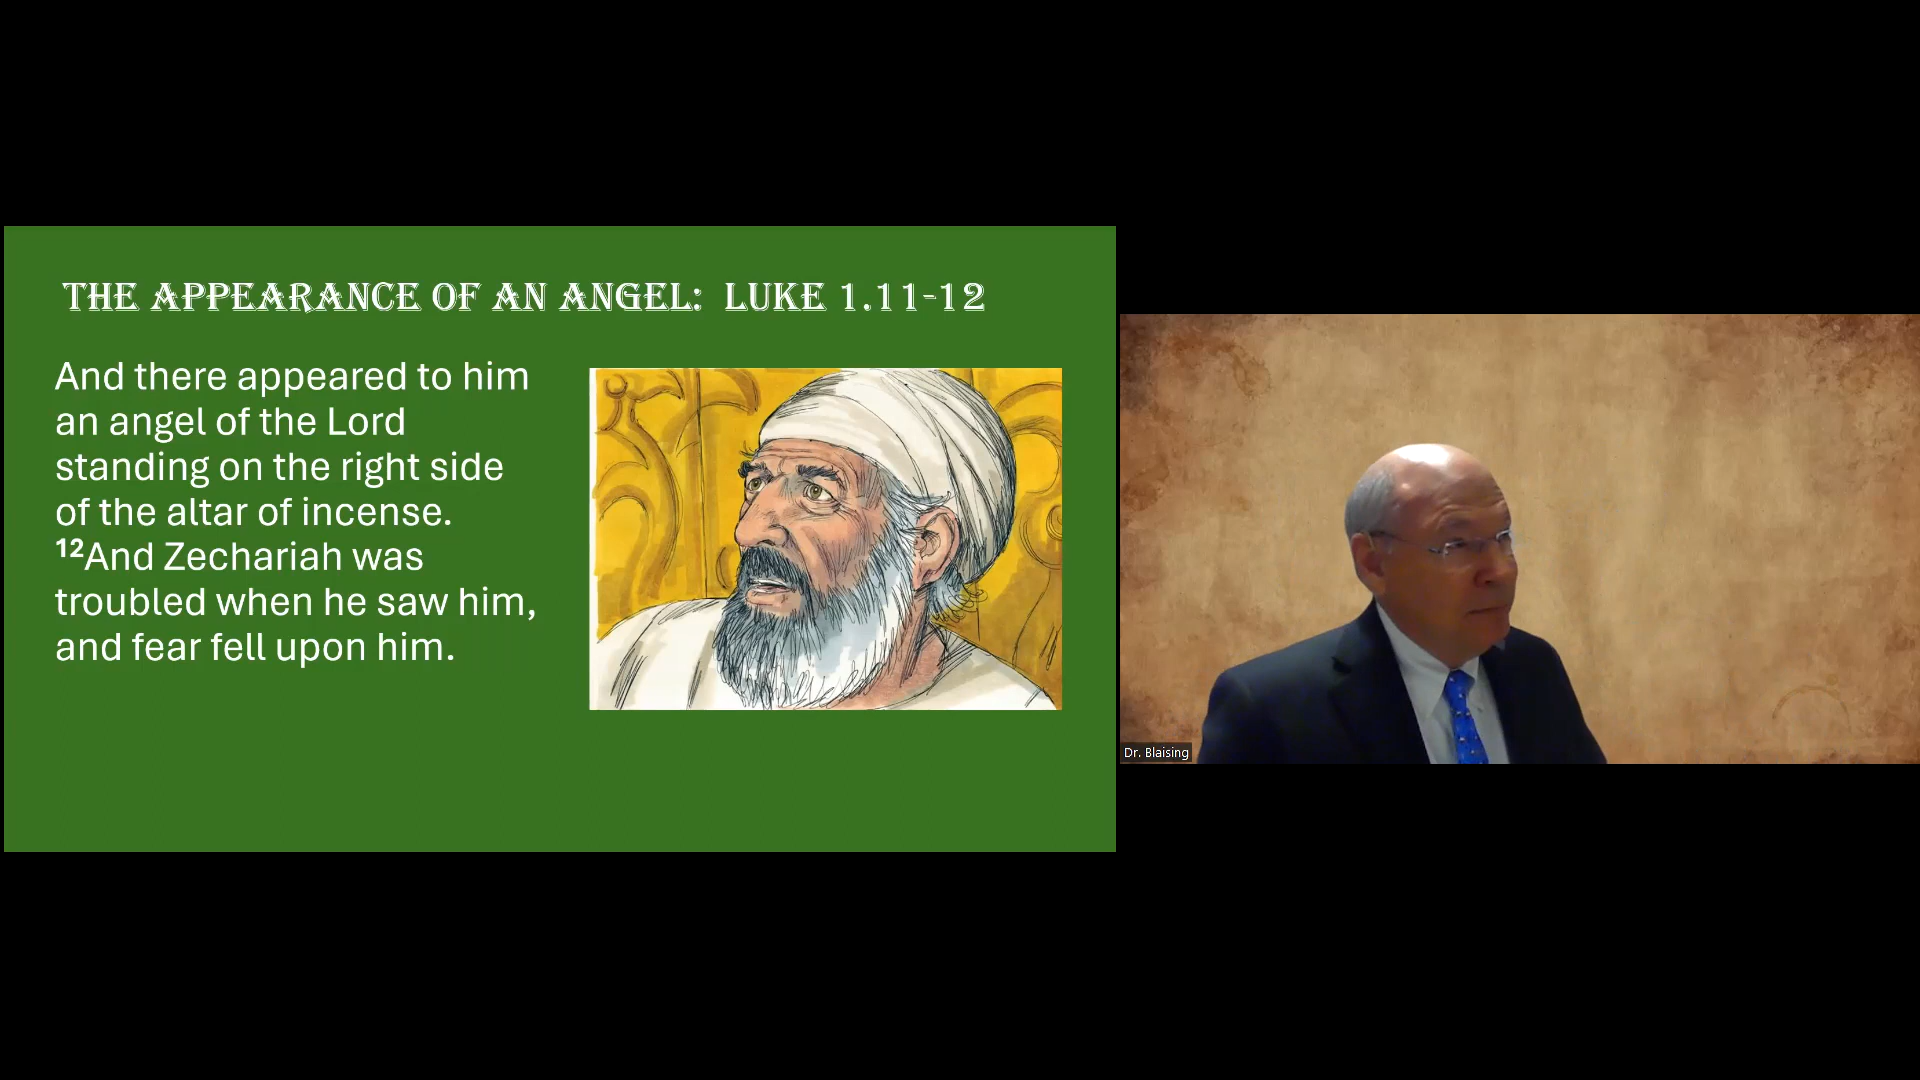 THE APPEARANCE OF AN ANGEL: LUKE 1.11-12
And there appeared to him
an angel of the Lord
standing on the right side
of the altar of incense.
¹²And Zechariah was
troubled when he saw him,
and fear fell upon him.
Dr. Blaising